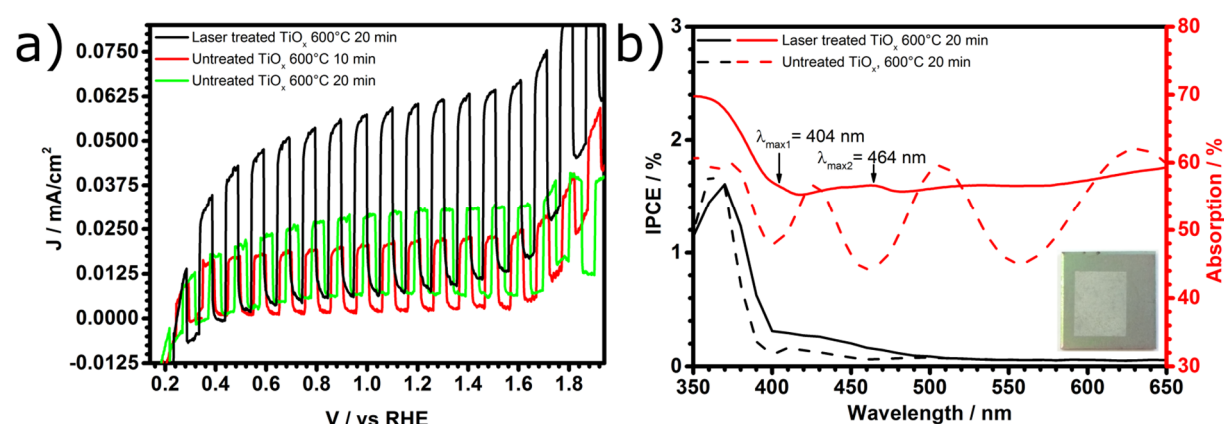 a)
Laser treated TiOx 600°C 20 min
Untreated TiOx 600°C 10 min
Untreated TiOx 600°C 20 min
J / mA/cm²
0.0750
0.0625
0.0500
0.0375
0.0250
0.0125
0.0000
-0.0125
0.2 0.4 0.6 0.8 1.0 1.2 1.4 1.6 1.8
V / vs RHE
b)
Laser treated TiOx 600°C 20 min
Untreated TiOx, 600°C 20 min
λmax1= 404 nm
λmax2= 464 nm
IPCE / %
3
2
1
0
Absorption / %
80
70
60
50
40
30
350 400 450 500 550 600 650
Wavelength / nm